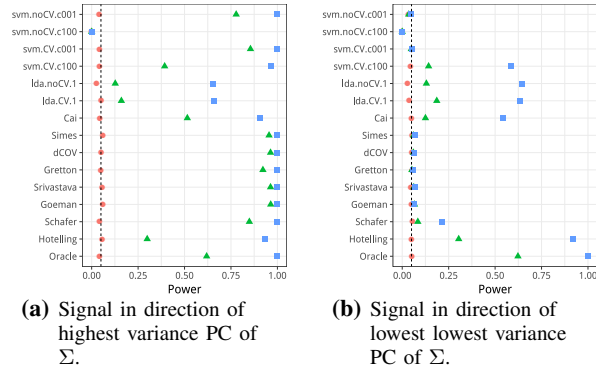 svm.noCV.c001
svm.noCV.c100
svm.CV.c001
svm.CV.c100
lda.noCV.1
lda.CV.1
Cai
Simes
dCOV
Gretton
Srivastava
Goeman
Schafer
Hotelling
Oracle
0.00 0.25 0.50 0.75 1.00
Power
(a) Signal in direction of
highest variance PC of
Σ.
svm.noCV.c001
svm.noCV.c100
svm.CV.c001
svm.CV.c100
lda.noCV.1
lda.CV.1
Cai
Simes
dCOV
Gretton
Srivastava
Goeman
Schafer
Hotelling
Oracle
0.00 0.25 0.50 0.75 1.00
Power
(b) Signal in direction of
lowest lowest variance
PC of Σ.